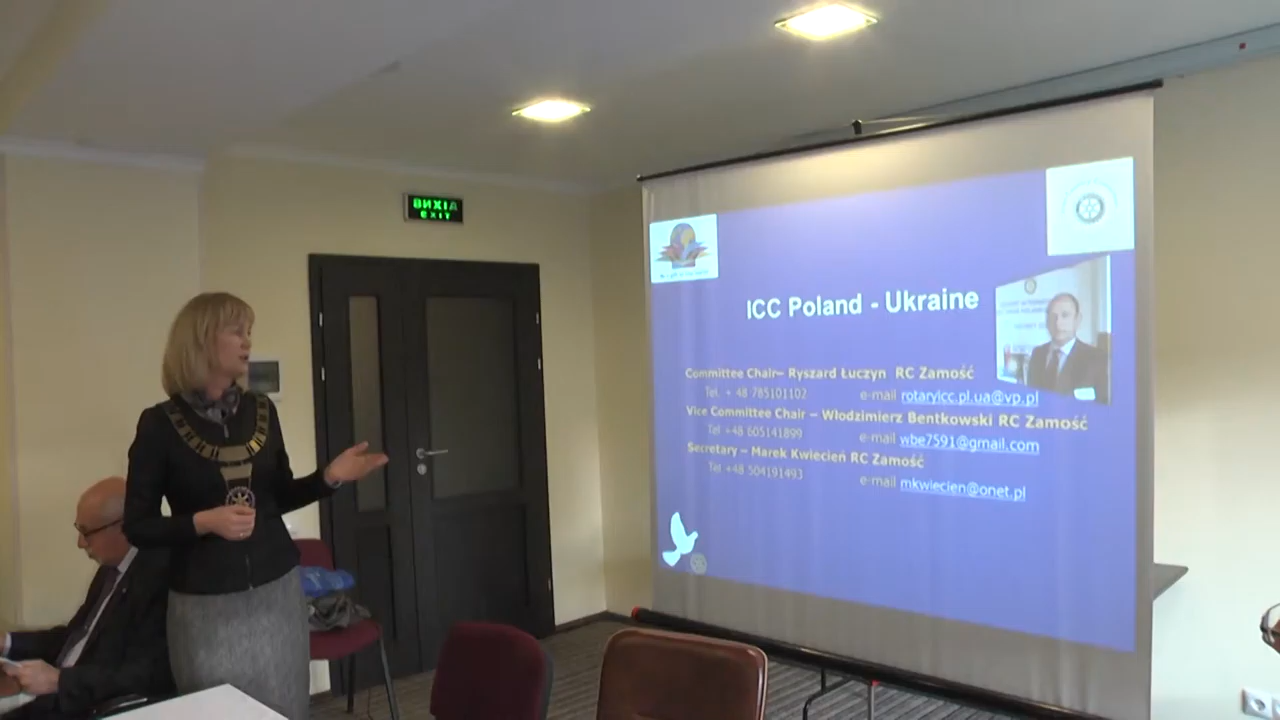 ВИХІД
EXIT
ICC Poland - Ukraine
Committee Chair– Ryszard Łuczyn RC Zamość
Tel. + 48 785101102 e-mail rotaryicc.pl.ua@vp.pl
Vice Committee Chair – Włodzimierz Bentkowski RC Zamość
Tel +48 605141899 e-mail wbe7591@gmail.com
Secretary – Marek Kwiecień RC Zamość
Tel +48 504191493 e-mail mkwiecien@onet.pl